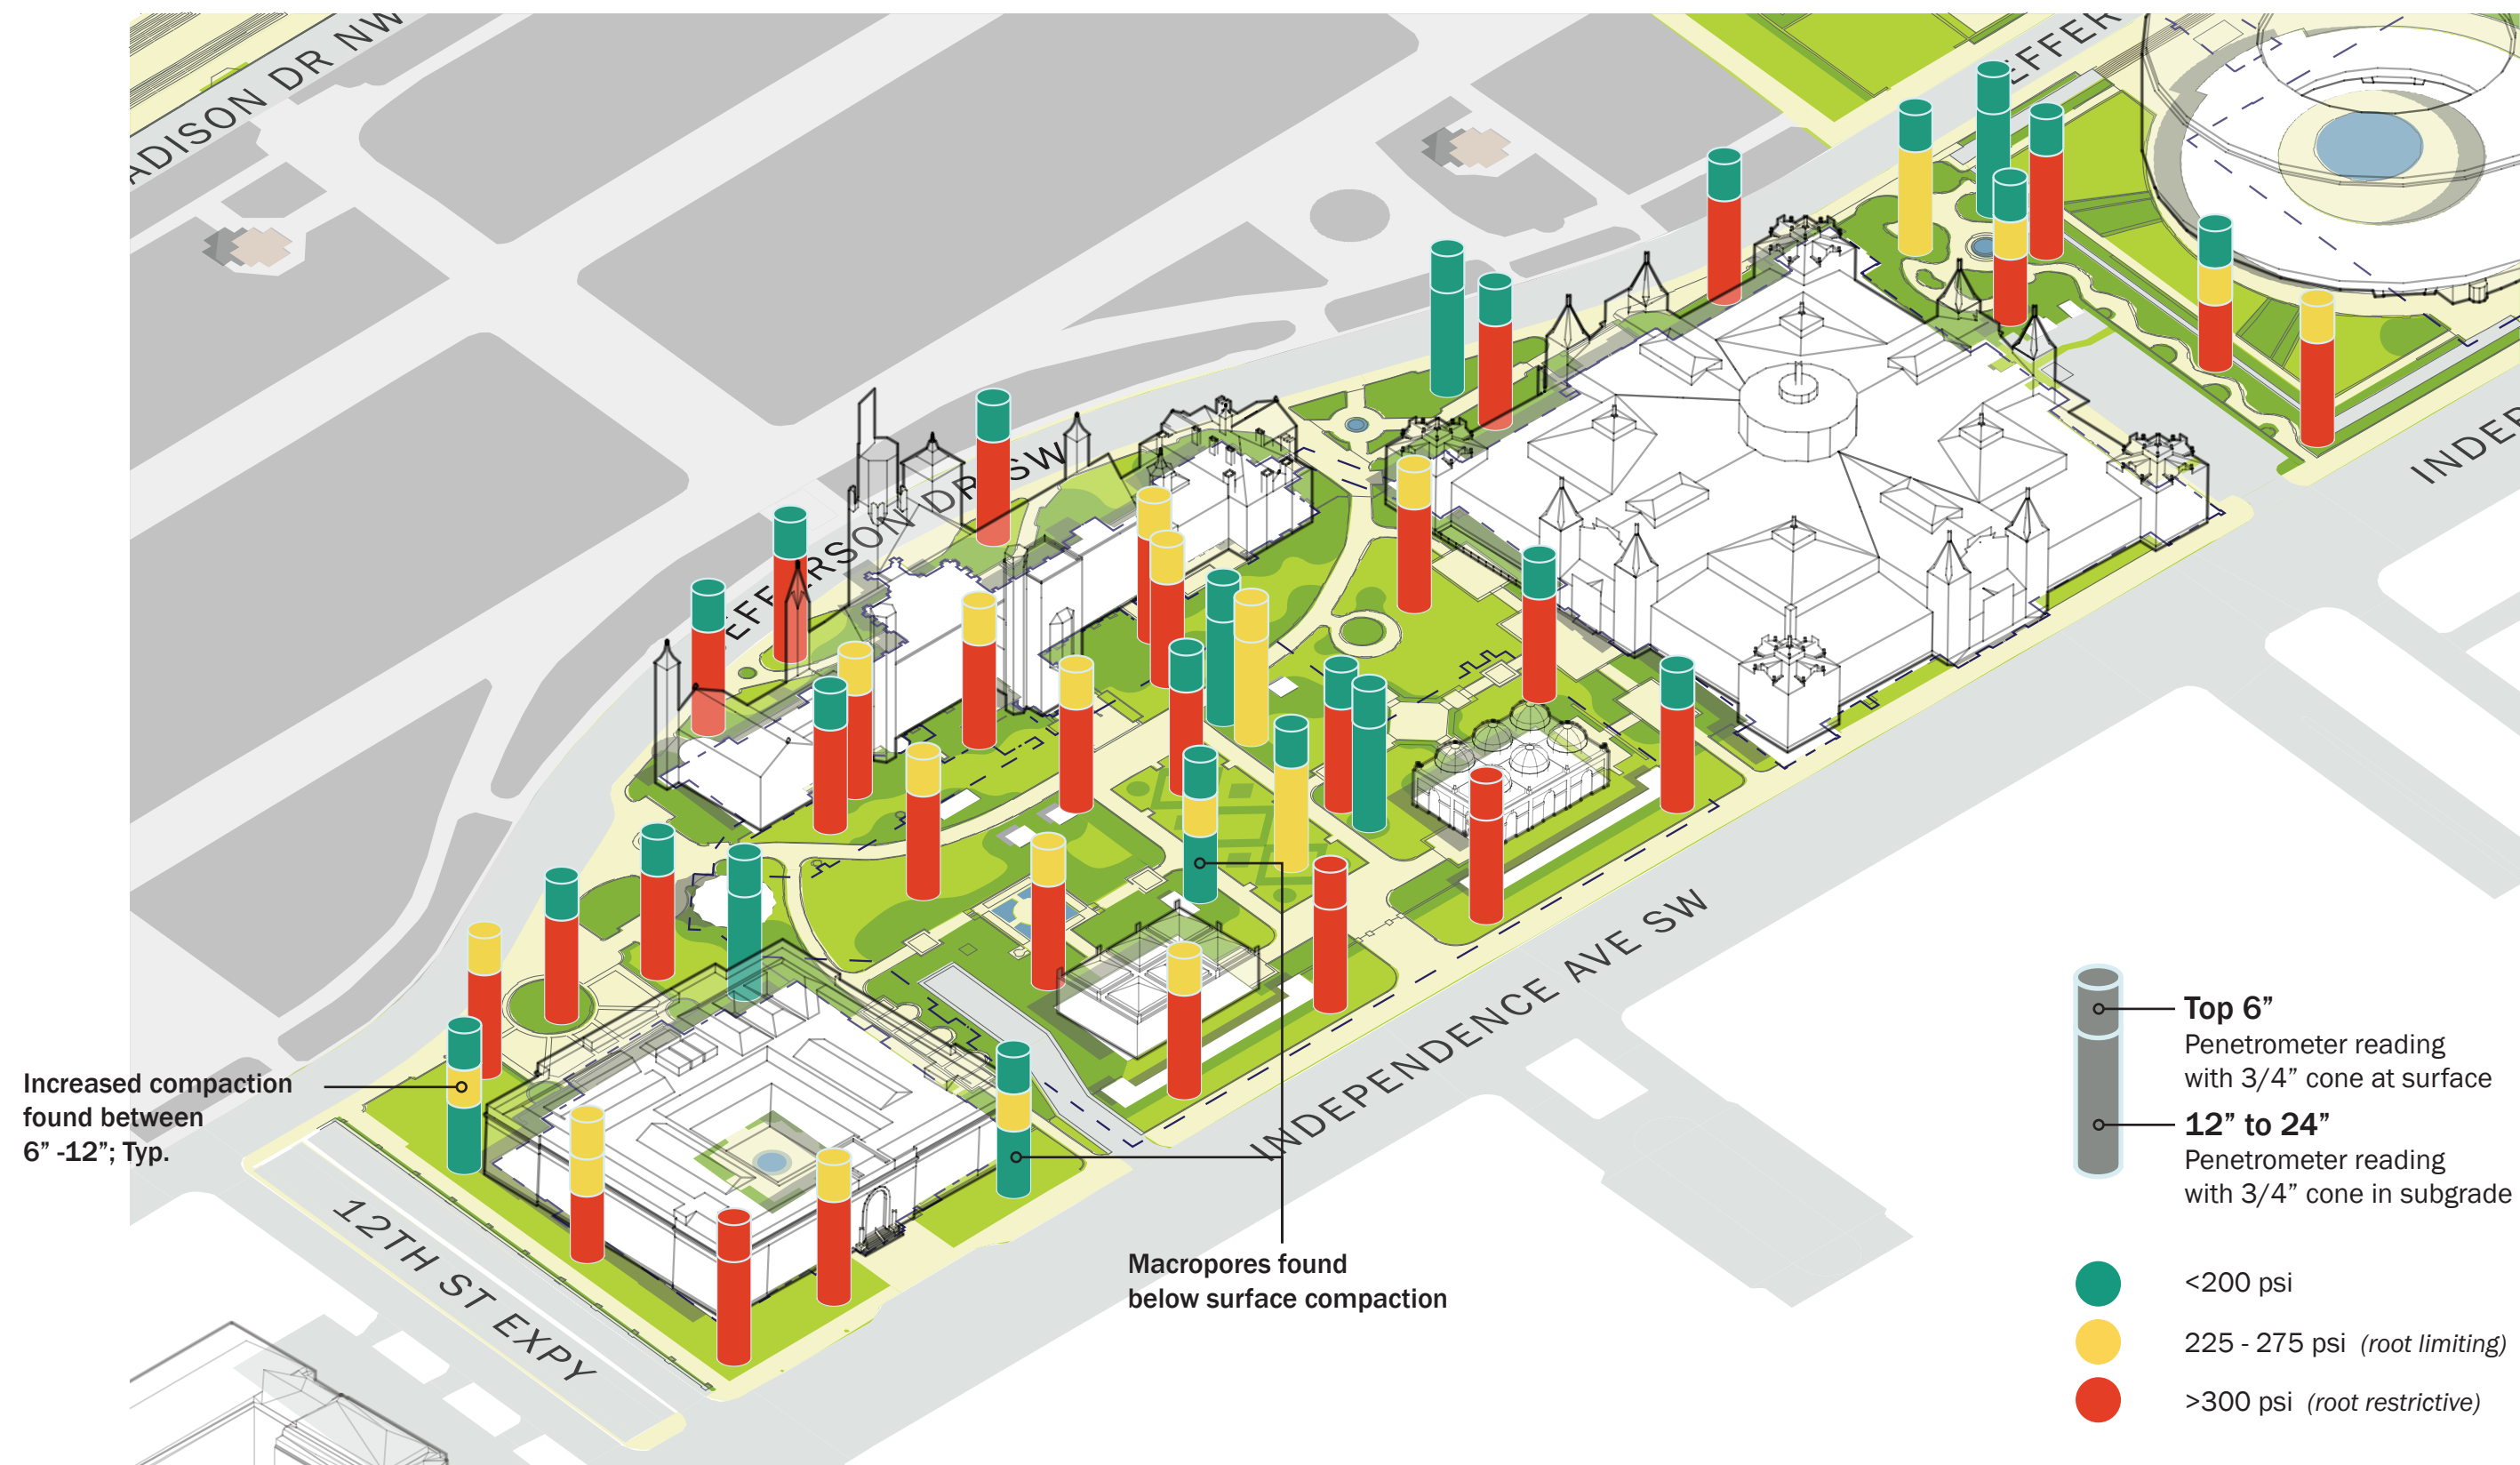 ADISON DR NW
EFFER
JEFFERSON DR SW
INDEP
INDEPENDENCE AVE SW
12TH ST EXPY
Increased compaction
found between
6” -12”; Typ.
Macropores found
below surface compaction
Top 6”
Penetrometer reading
with 3/4” cone at surface
12” to 24”
Penetrometer reading
with 3/4” cone in subgrade
<200 psi
225 - 275 psi (root limiting)
>300 psi (root restrictive)